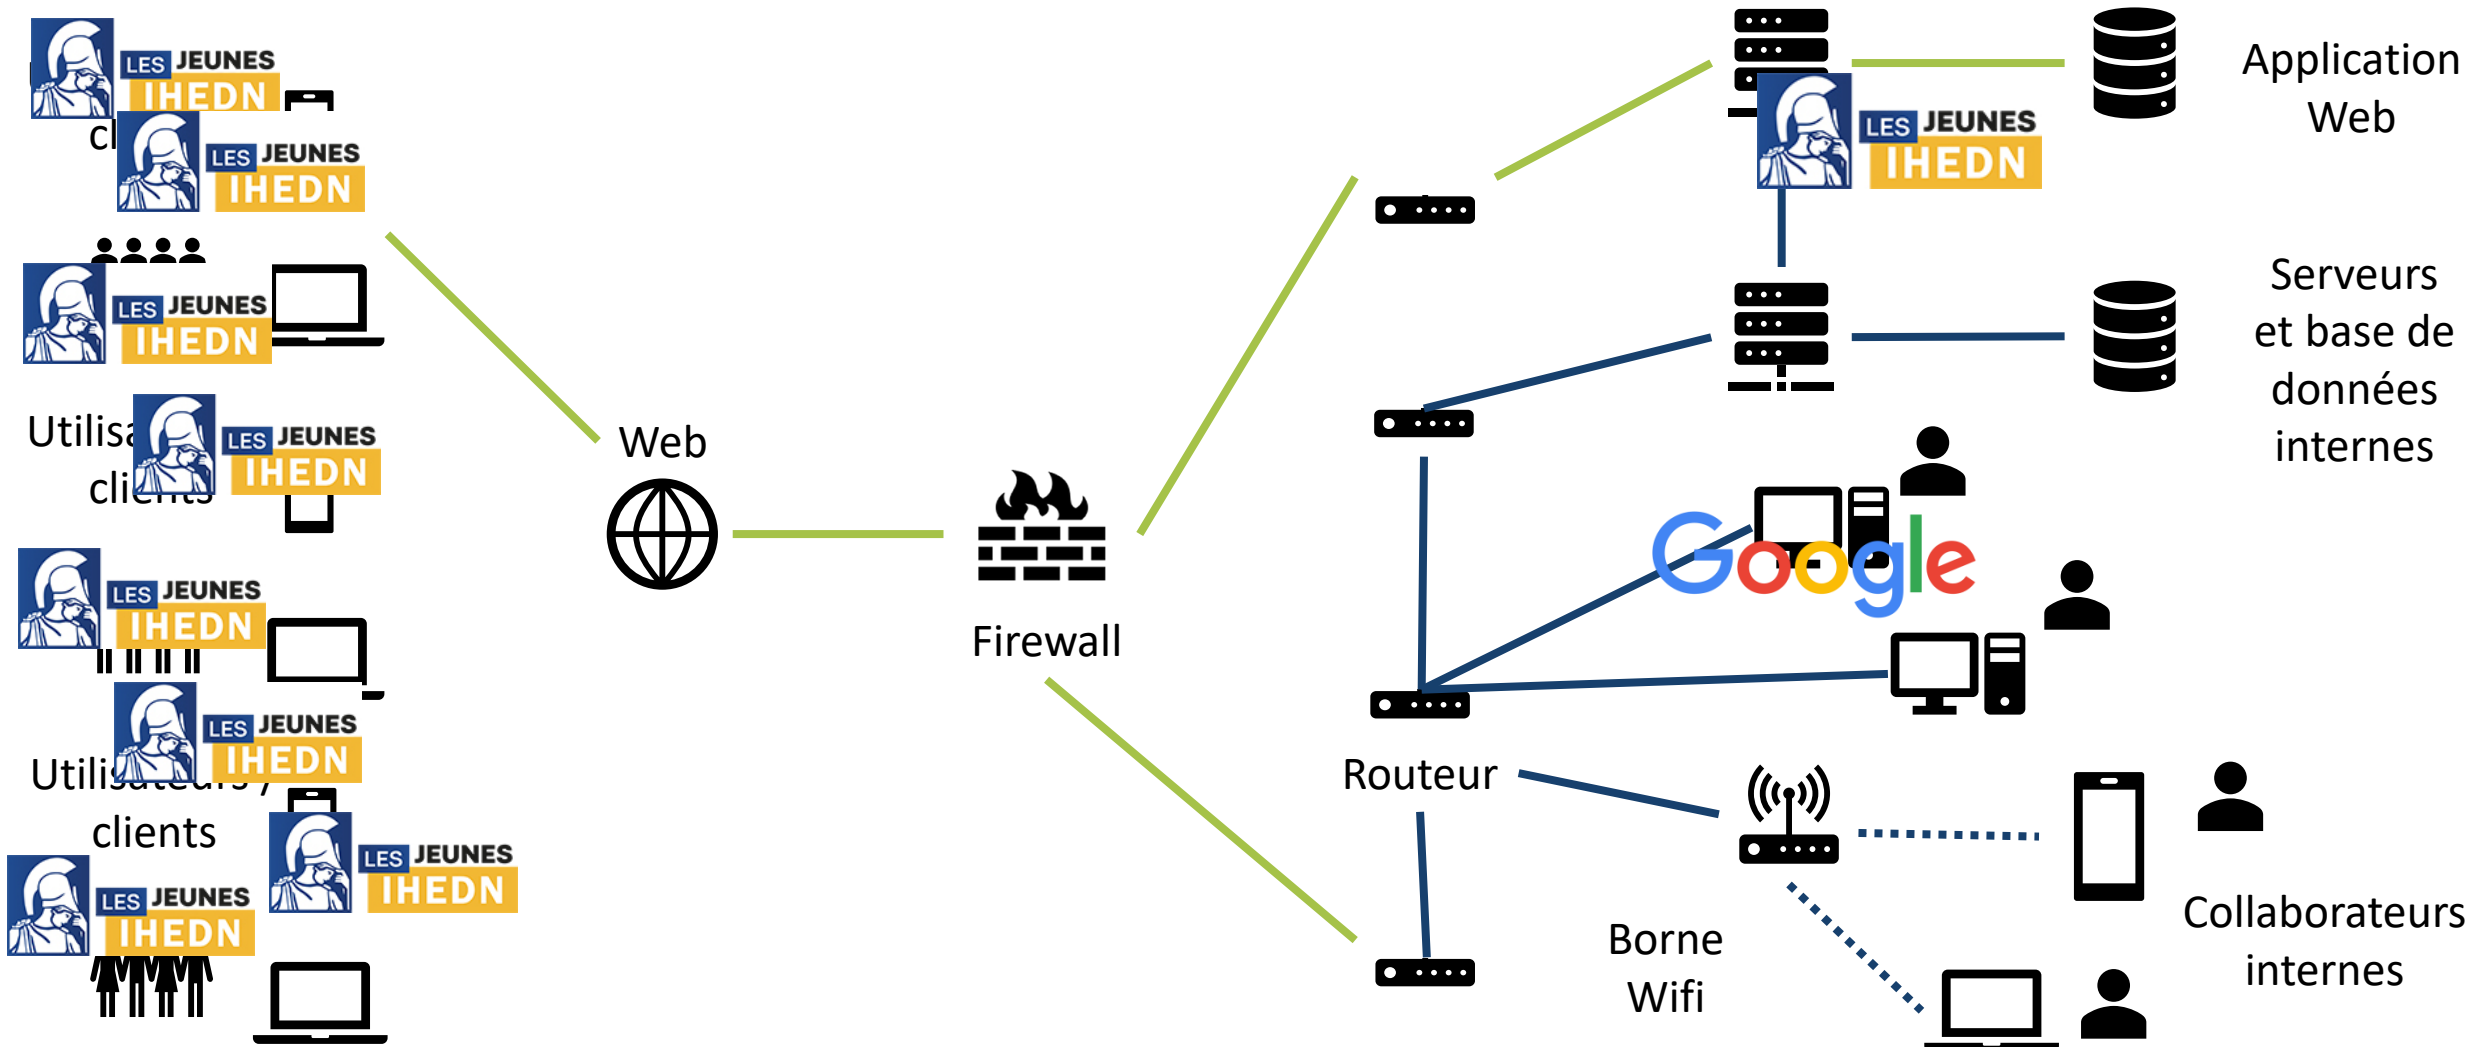 LES JEUNES
IHEDN
LES JEUNES
IHEDN
LES JEUNES
IHEDN
clients
LES JEUNES
IHEDN
LES JEUNES
IHEDN
Utilisateurs /
clients
LES JEUNES
IHEDN
LES JEUNES
IHEDN
LES JEUNES
IHEDN
Web
Firewall
LES JEUNES
IHEDN
Application
Web
Serveurs
et base de
données
internes
Google
Routeur
Borne
Wifi
Collaborateurs
internes